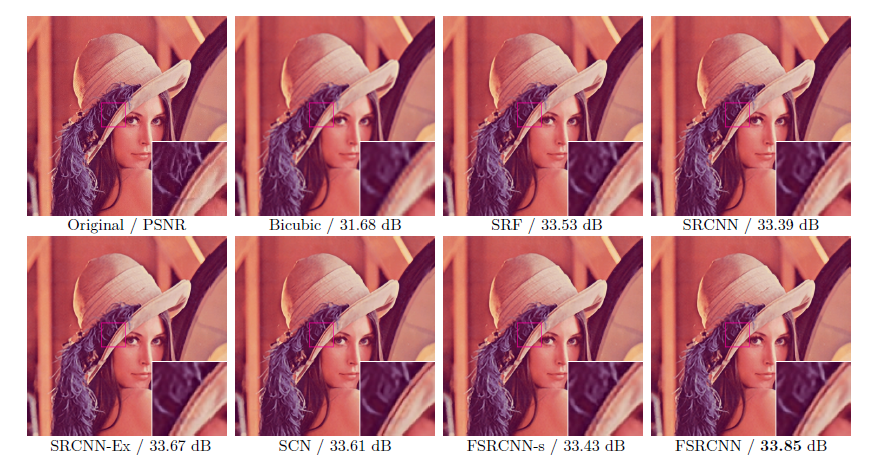 Original / PSNR
Bicubic / 31.68 dB
SRF / 33.53 dB
SRCNN / 33.39 dB
SRCNN-Ex / 33.67 dB
SCN / 33.61 dB
FSRCNN-s / 33.43 dB
FSRCNN / 33.85 dB